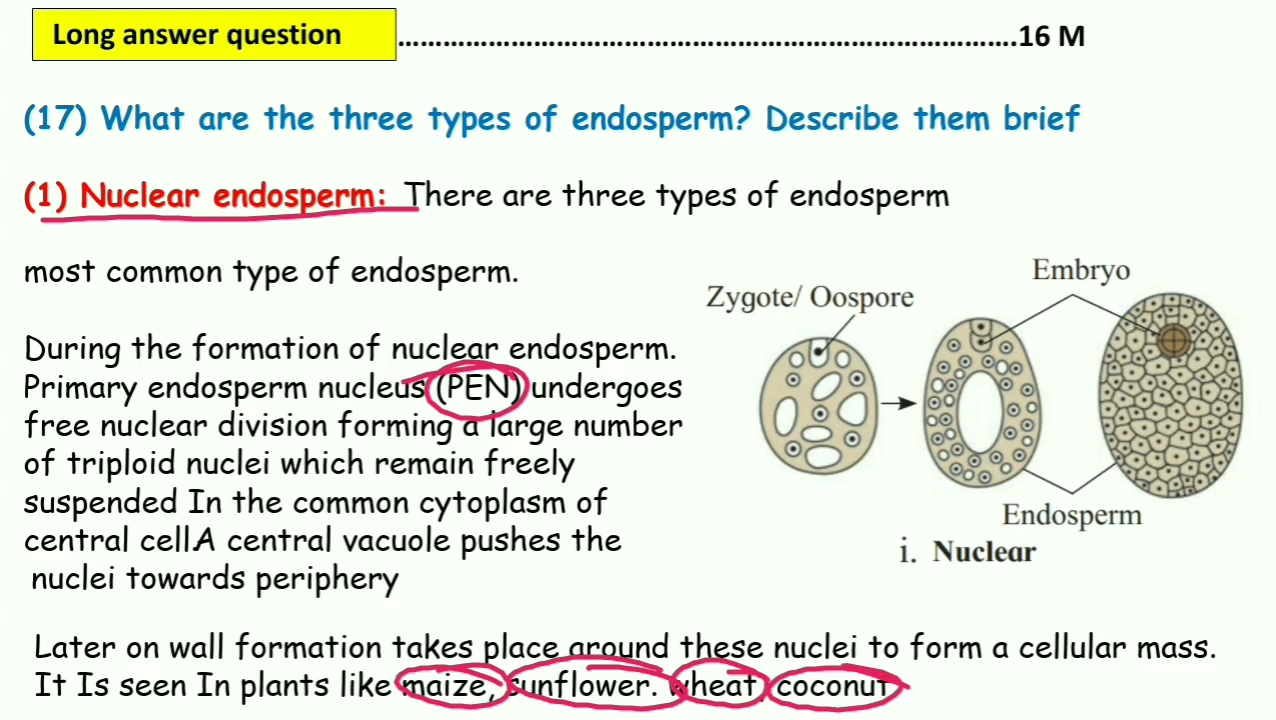 Long answer question ……………………………………………………………………….16 M
(17) What are the three types of endosperm? Describe them brief
(1) Nuclear endosperm: There are three types of endosperm
most common type of endosperm.
During the formation of nuclear endosperm.
Primary endosperm nucleus (PEN) undergoes
free nuclear division forming a large number
of triploid nuclei which remain freely
suspended In the common cytoplasm of
central cellA central vacuole pushes the
nuclei towards periphery
Zygote/ Oospore
Embryo
Endosperm
i. Nuclear
Later on wall formation takes place around these nuclei to form a cellular mass.
It Is seen In plants like maize, sunflower. wheat, coconut